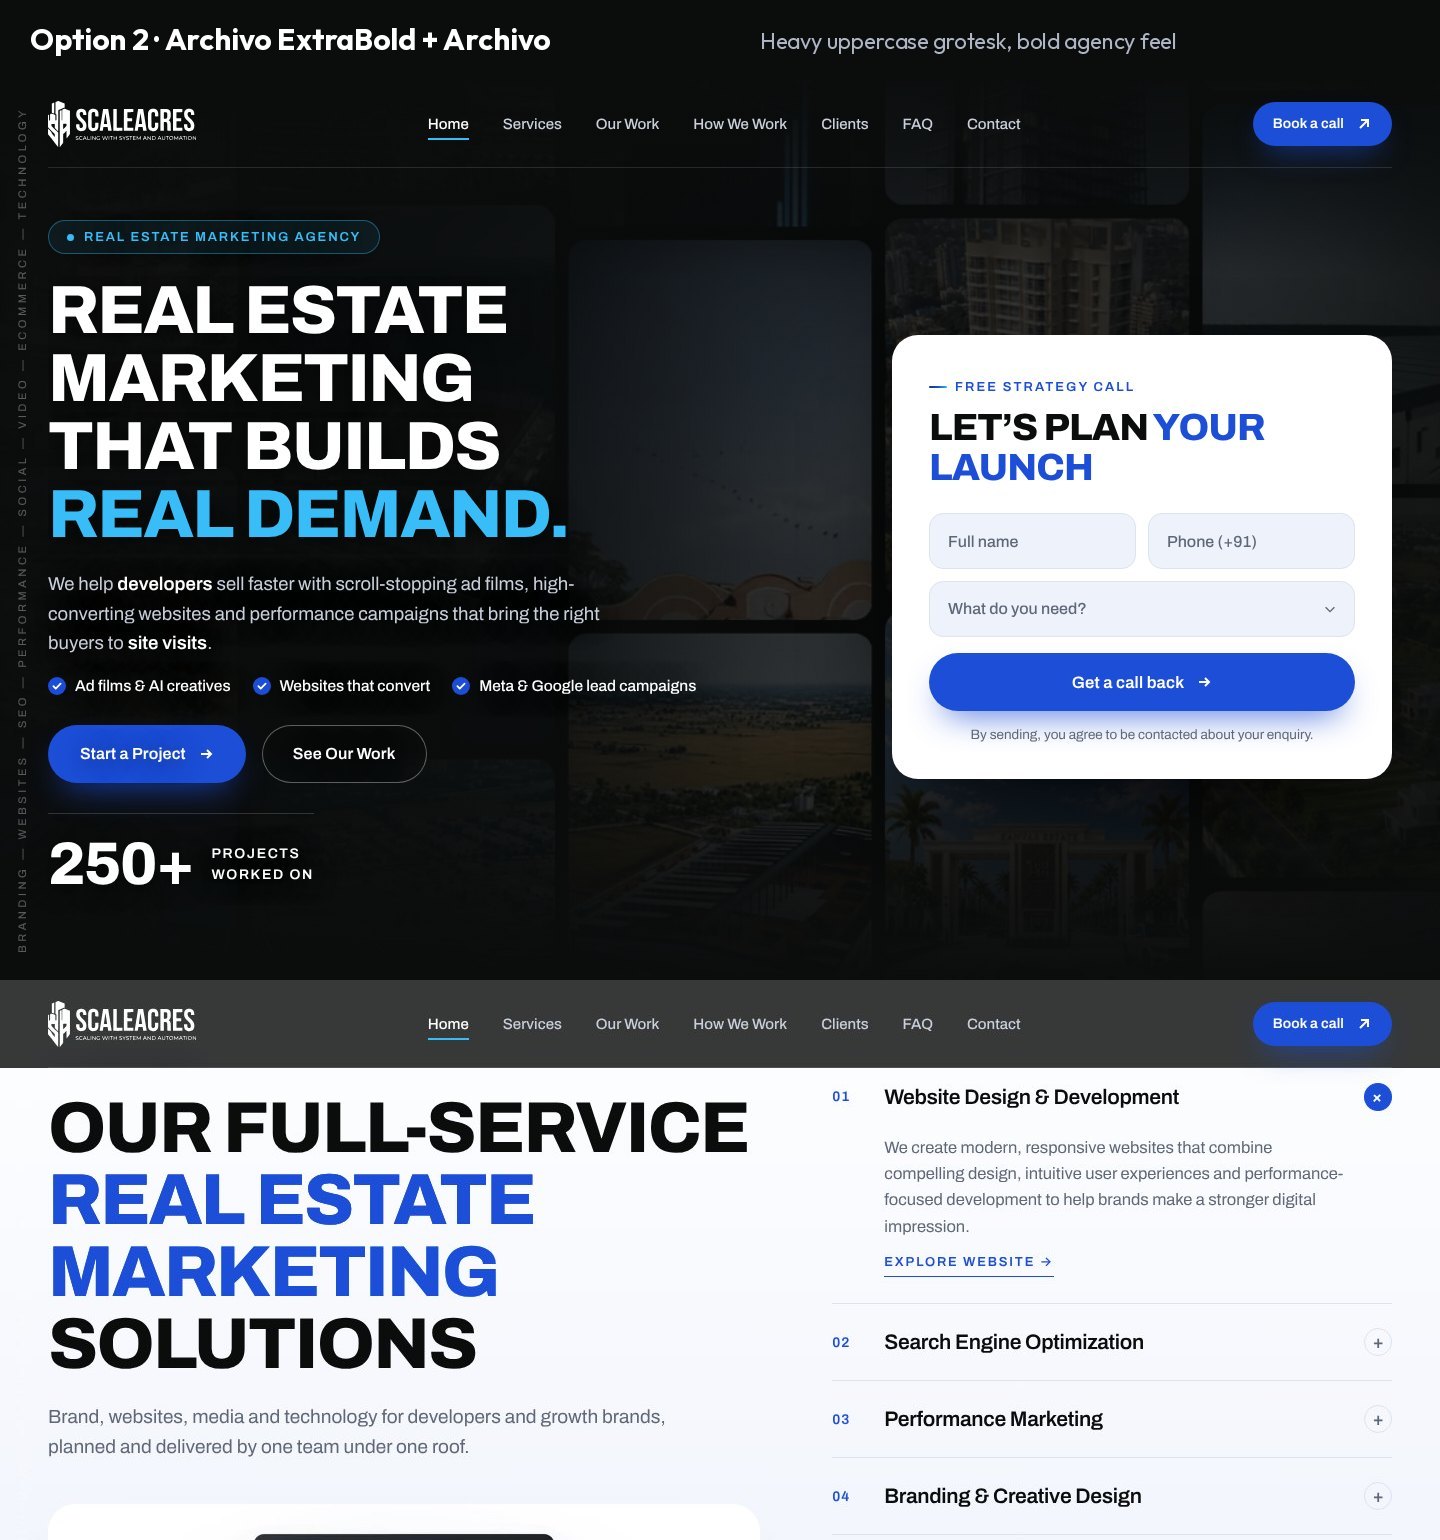 Option 2 · Archivo ExtraBold + Archivo
Heavy uppercase grotesk, bold agency feel
SCALEACRES
SCALING WITH SYSTEM AND AUTOMATION
Home
Services
Our Work
How We Work
Clients
FAQ
Contact
Book a call
BRANDING — WEBSITES — SEO — PERFORMANCE — SOCIAL — VIDEO — ECOMMERCE — TECHNOLOGY
REAL ESTATE MARKETING AGENCY
REAL ESTATE
MARKETING
THAT BUILDS
REAL DEMAND.
We help developers sell faster with scroll-stopping ad films, high-
converting websites and performance campaigns that bring the right
buyers to site visits.
Ad films & AI creatives
Websites that convert
Meta & Google lead campaigns
Start a Project →
See Our Work
250+
PROJECTS
WORKED ON
FREE STRATEGY CALL
LET’S PLAN YOUR
LAUNCH
Full name
Phone (+91)
What do you need?
Get a call back →
By sending, you agree to be contacted about your enquiry.
SCALEACRES
SCALING WITH SYSTEM AND AUTOMATION
Home
Services
Our Work
How We Work
Clients
FAQ
Contact
Book a call
OUR FULL-SERVICE
REAL ESTATE
MARKETING
SOLUTIONS
Brand, websites, media and technology for developers and growth brands,
planned and delivered by one team under one roof.
01
Website Design & Development
We create modern, responsive websites that combine
compelling design, intuitive user experiences and performance-
focused development to help brands make a stronger digital
impression.
EXPLORE WEBSITE →
02
Search Engine Optimization
03
Performance Marketing
04
Branding & Creative Design